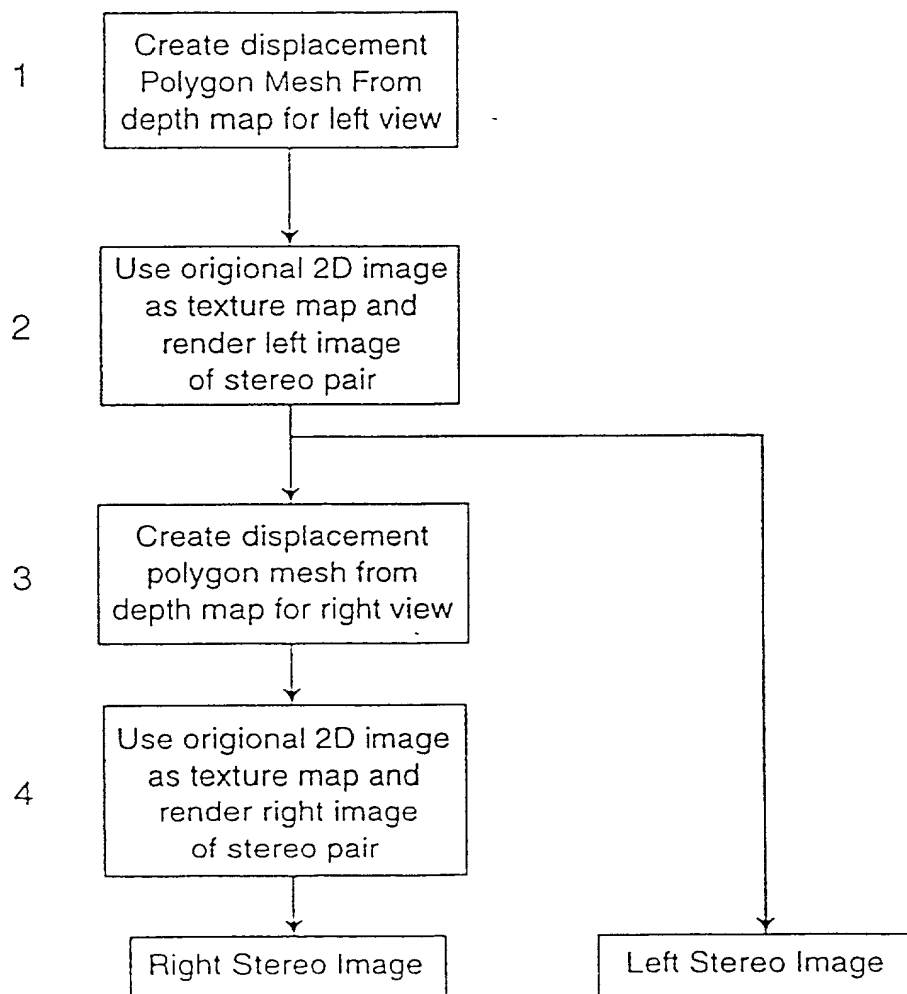 1
Create displacement
Polygon Mesh From
depth map for left view
2
Use origional 2D image
as texture map and
render left image
of stereo pair
3
Create displacement
polygon mesh from
depth map for right view
4
Use origional 2D image
as texture map and
render right image
of stereo pair
Right Stereo Image
Left Stereo Image